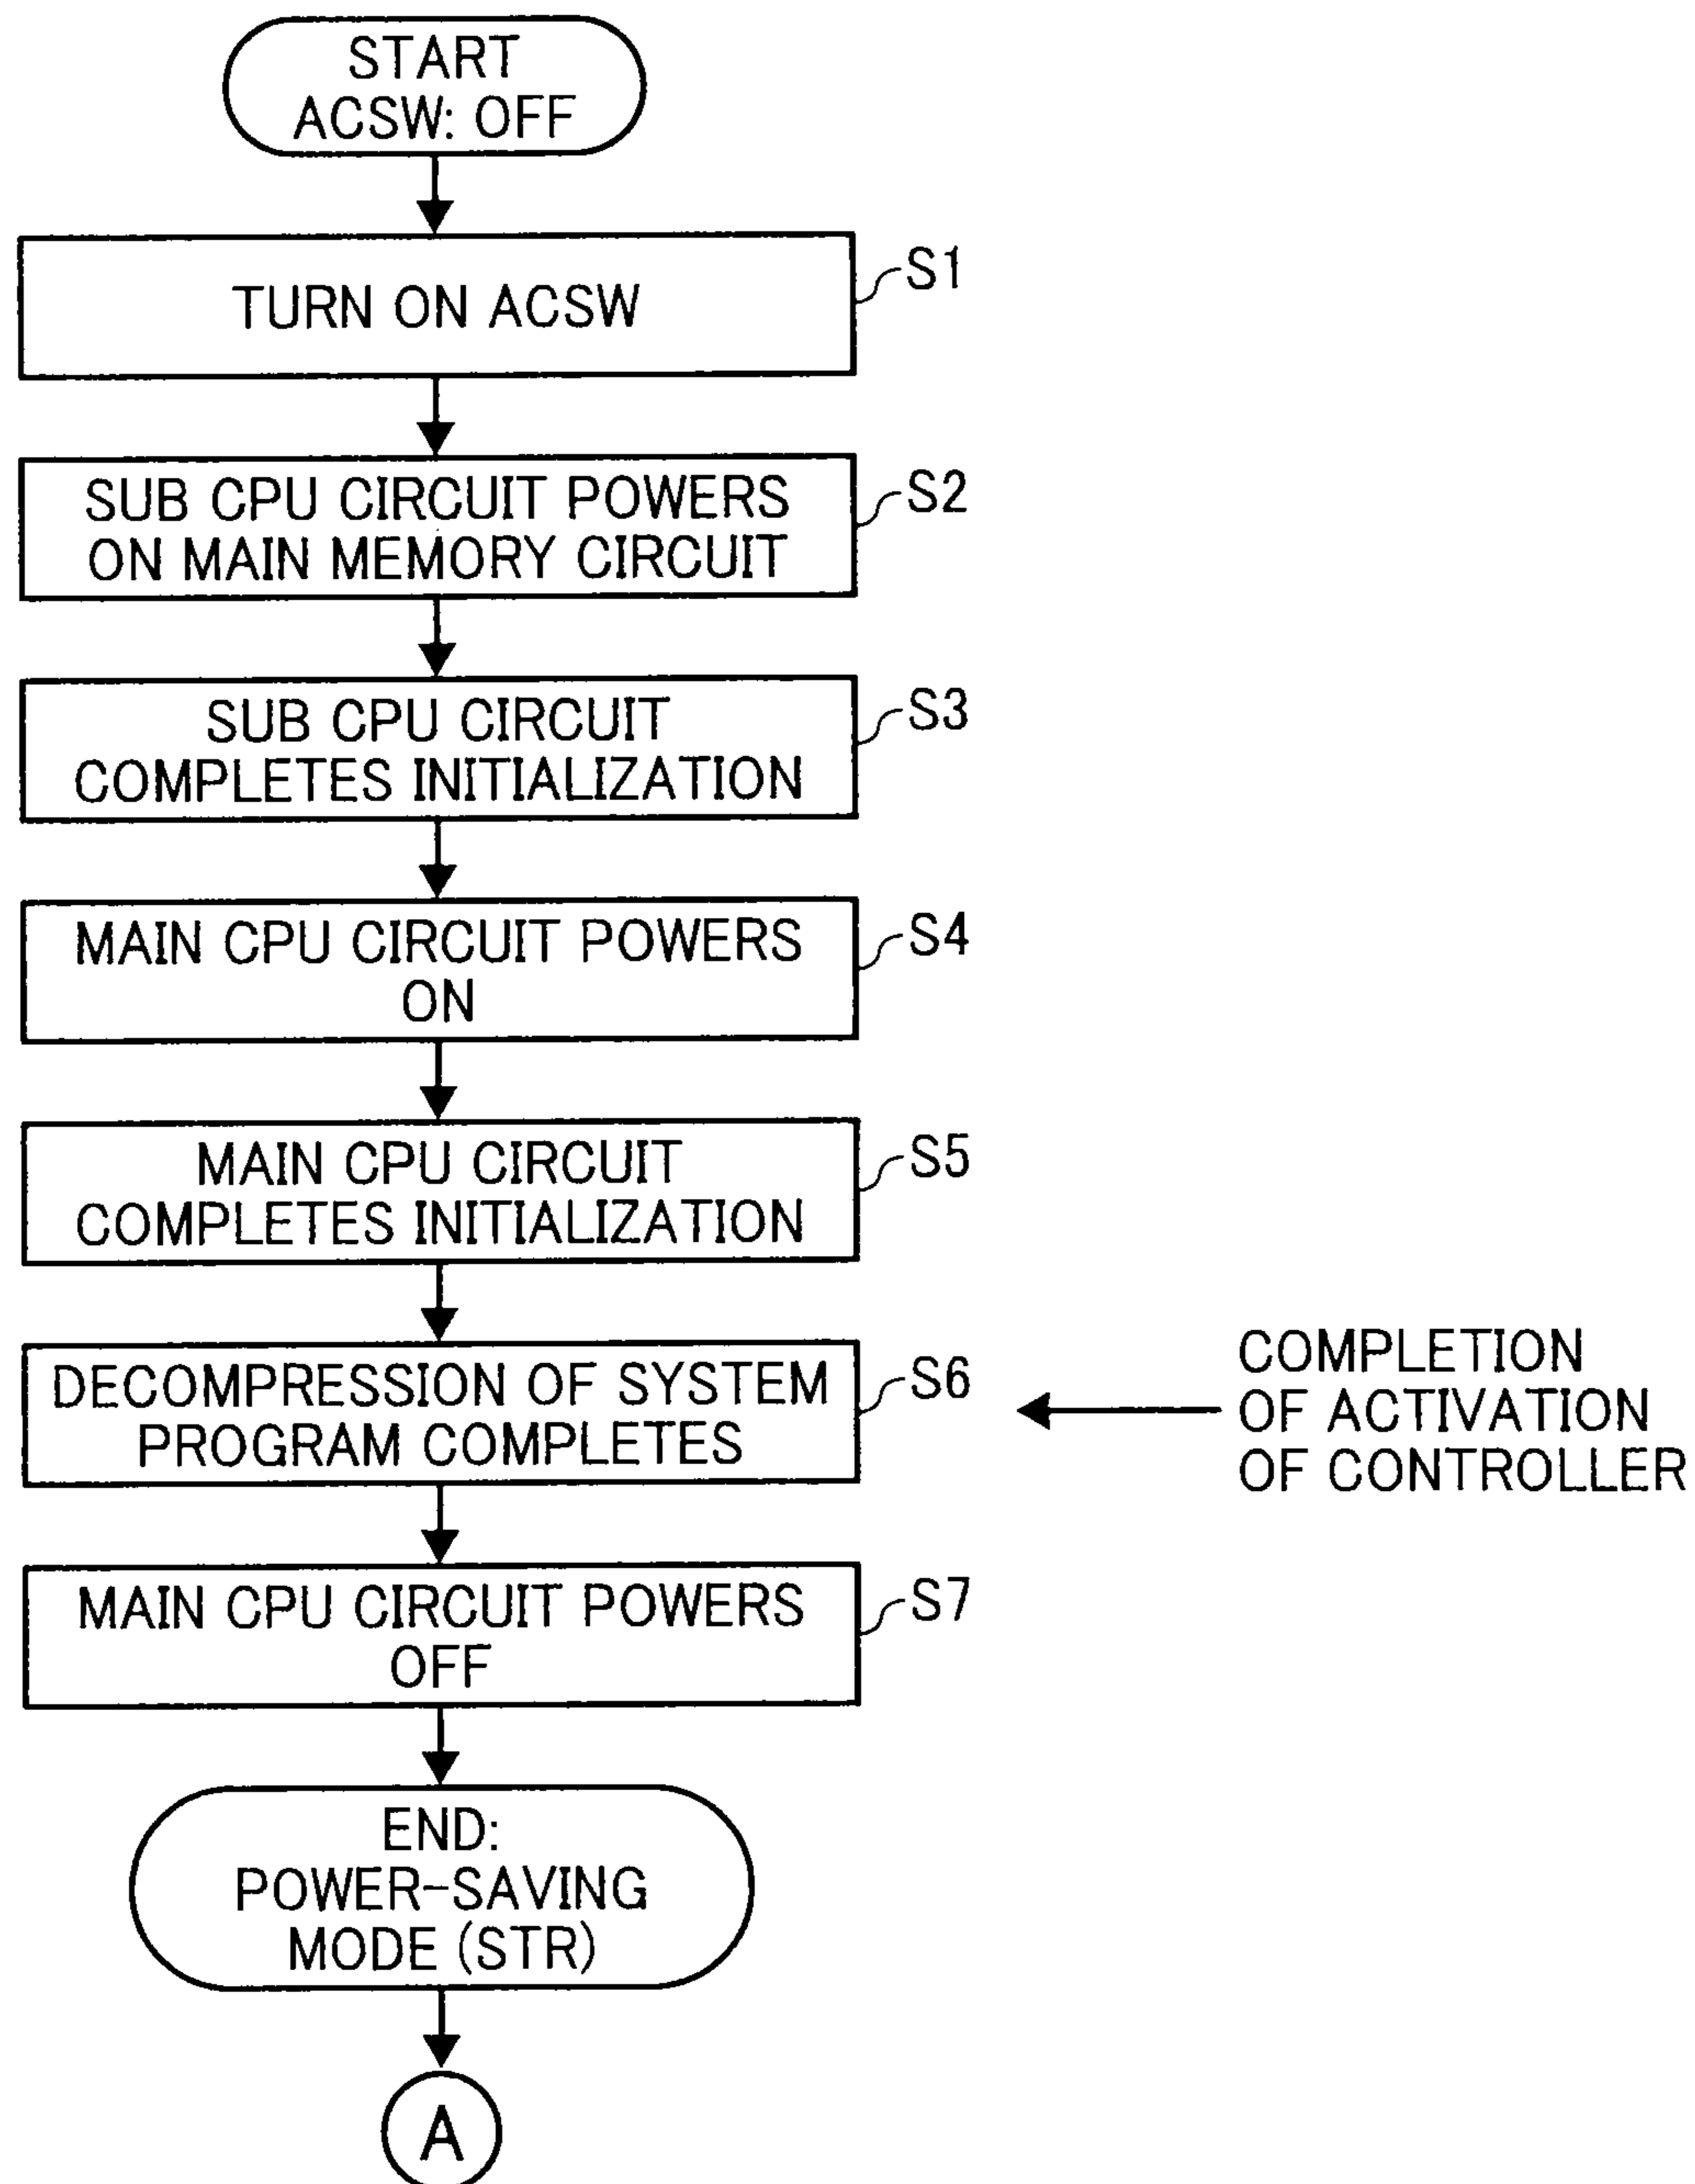 START
ACSW: OFF
TURN ON ACSW
S1
SUB CPU CIRCUIT POWERS
ON MAIN MEMORY CIRCUIT
S2
SUB CPU CIRCUIT
COMPLETES INITIALIZATION
S3
MAIN CPU CIRCUIT POWERS
ON
S4
MAIN CPU CIRCUIT
COMPLETES INITIALIZATION
S5
DECOMPRESSION OF SYSTEM
PROGRAM COMPLETES
S6
COMPLETION
OF ACTIVATION
OF CONTROLLER
MAIN CPU CIRCUIT POWERS
OFF
S7
END:
POWER-SAVING
MODE (STR)
A